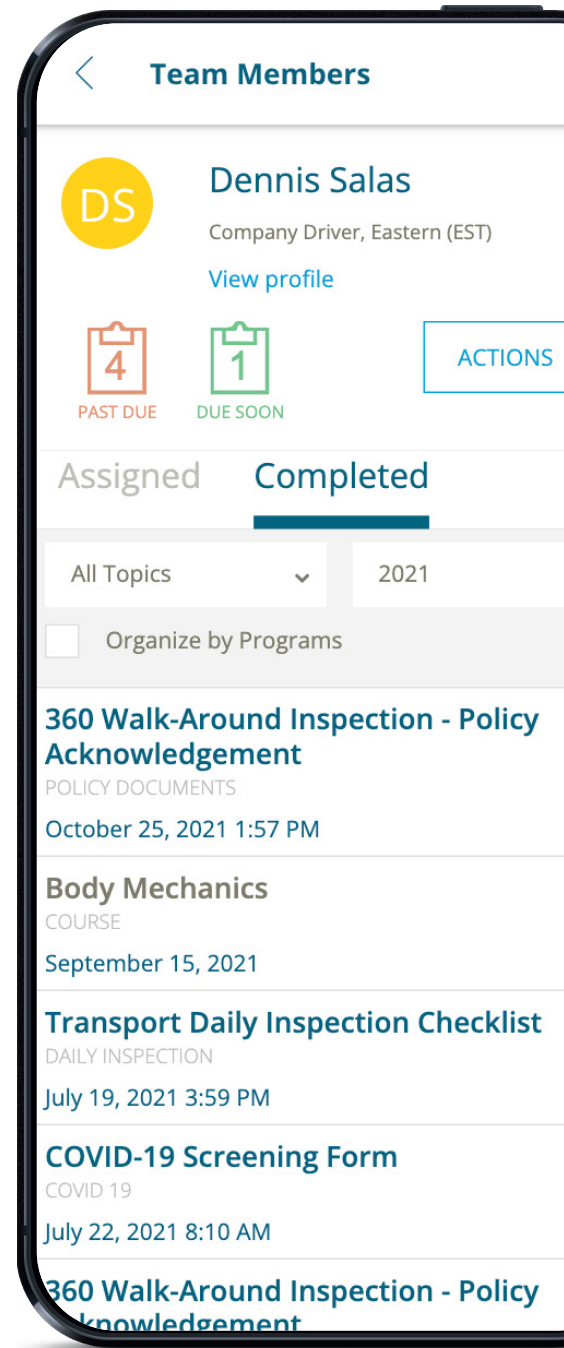 Team Members
DS
Dennis Salas
Company Driver, Eastern (EST)
View profile
4
PAST DUE
1
DUE SOON
ACTIONS
Assigned
Completed
All Topics
2021
Organize by Programs
360 Walk-Around Inspection - Policy
Acknowledgement
POLICY DOCUMENTS
October 25, 2021 1:57 PM
Body Mechanics
COURSE
September 15, 2021
Transport Daily Inspection Checklist
DAILY INSPECTION
July 19, 2021 3:59 PM
COVID-19 Screening Form
COVID 19
July 22, 2021 8:10 AM
360 Walk-Around Inspection - Policy
Acknowledgement